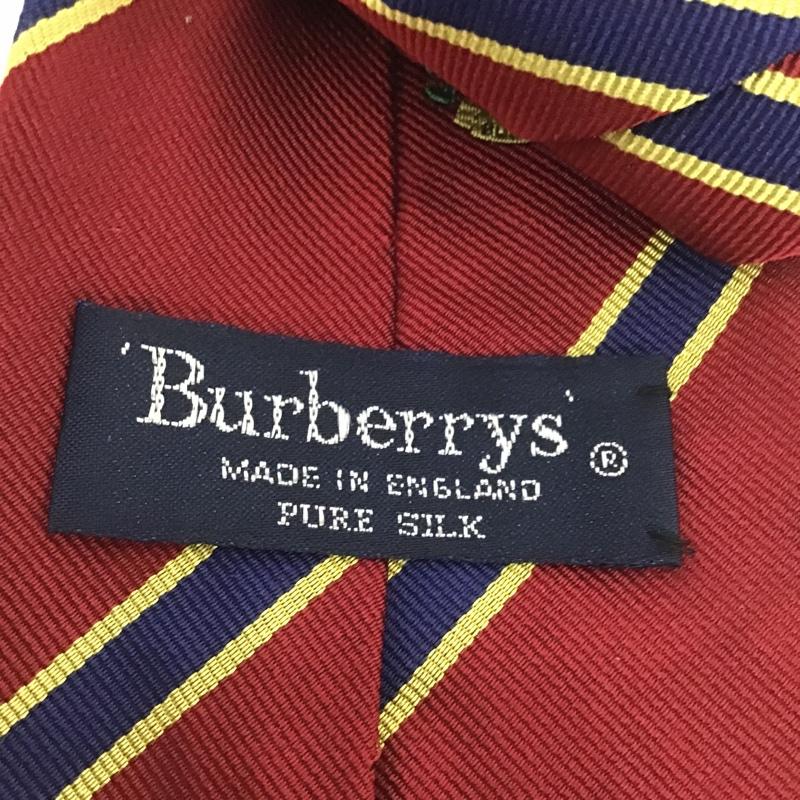 'Burberrys' ®
MADE IN ENGLAND
PURE SILK